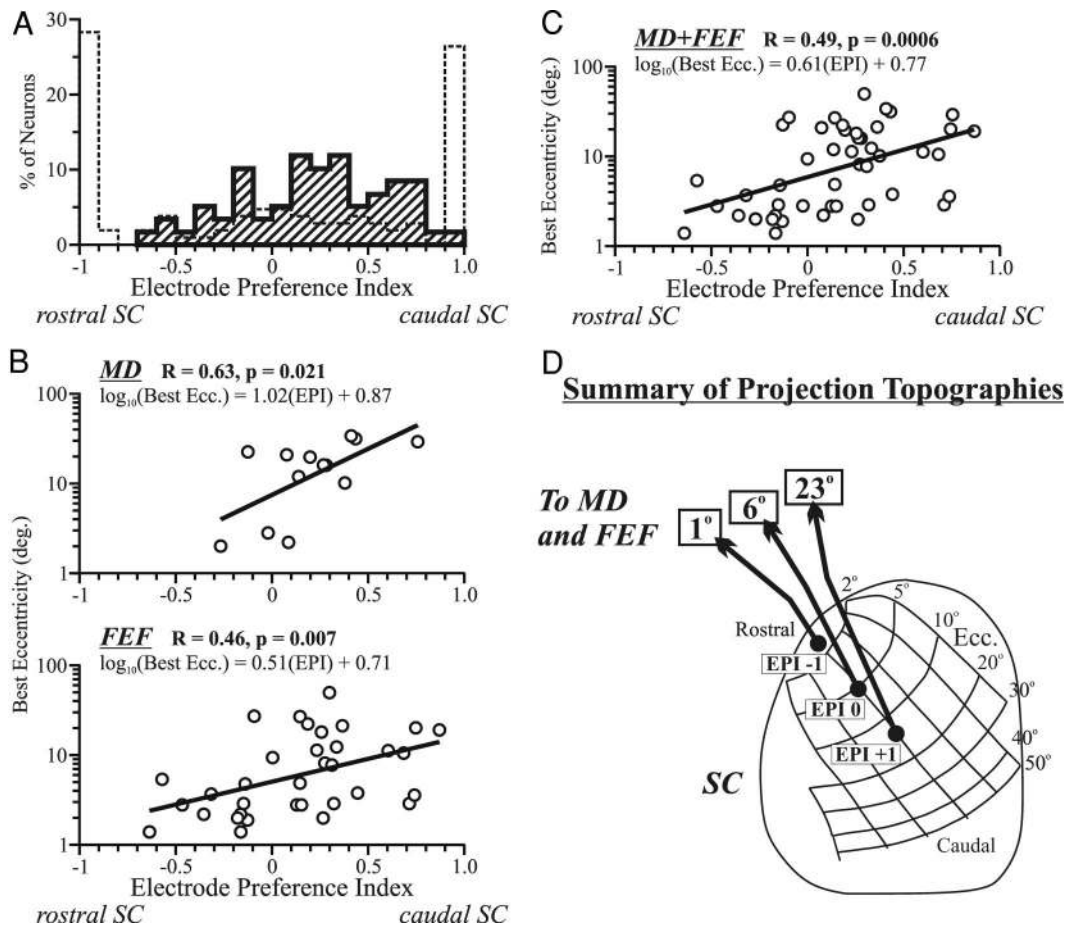 A
30
20
10
0
% of Neurons
-1
-0.5
0
0.5
1.0
Electrode Preference Index
rostral SC
caudal SC
B
MD R = 0.63, p = 0.021
log₁₀(Best Ecc.) = 1.02(EPI) + 0.87
100
10
1
-1
-0.5
0
0.5
1.0
Best Eccentricity (deg.)
FEF R = 0.46, p = 0.007
log₁₀(Best Ecc.) = 0.51(EPI) + 0.71
100
10
1
-1
-0.5
0
0.5
1.0
Electrode Preference Index
rostral SC
caudal SC
C
MD+FEF R = 0.49, p = 0.0006
log₁₀(Best Ecc.) = 0.61(EPI) + 0.77
100
10
1
Best Eccentricity (deg.)
-1
-0.5
0
0.5
1.0
Electrode Preference Index
rostral SC
caudal SC
D
Summary of Projection Topographies
To MD
and FEF
1°
6°
23°
2°
5°
10°
Ecc.
20°
30°
40°
50°
Rostral
EPI -1
EPI 0
EPI +1
SC
Caudal